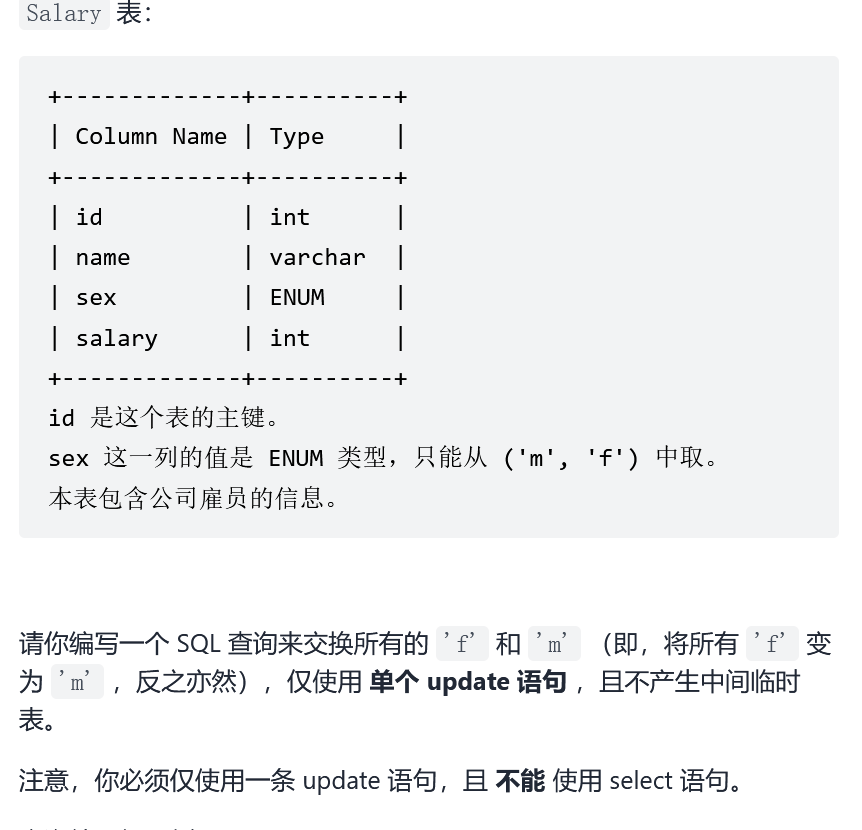 Salary 表：
+-------------+----------+
| Column Name | Type     |
+-------------+----------+
| id          | int      |
| name        | varchar  |
| sex         | ENUM     |
| salary      | int      |
+-------------+----------+
id 是这个表的主键。
sex 这一列的值是 ENUM 类型，只能从 ('m', 'f') 中取。
本表包含公司雇员的信息。
请你编写一个 SQL 查询来交换所有的 'f' 和 'm' （即，将所有 'f' 变
为 'm' ，反之亦然），仅使用 单个 update 语句 ，且不产生中间临时
表。
注意，你必须仅使用一条 update 语句，且 不能 使用 select 语句。